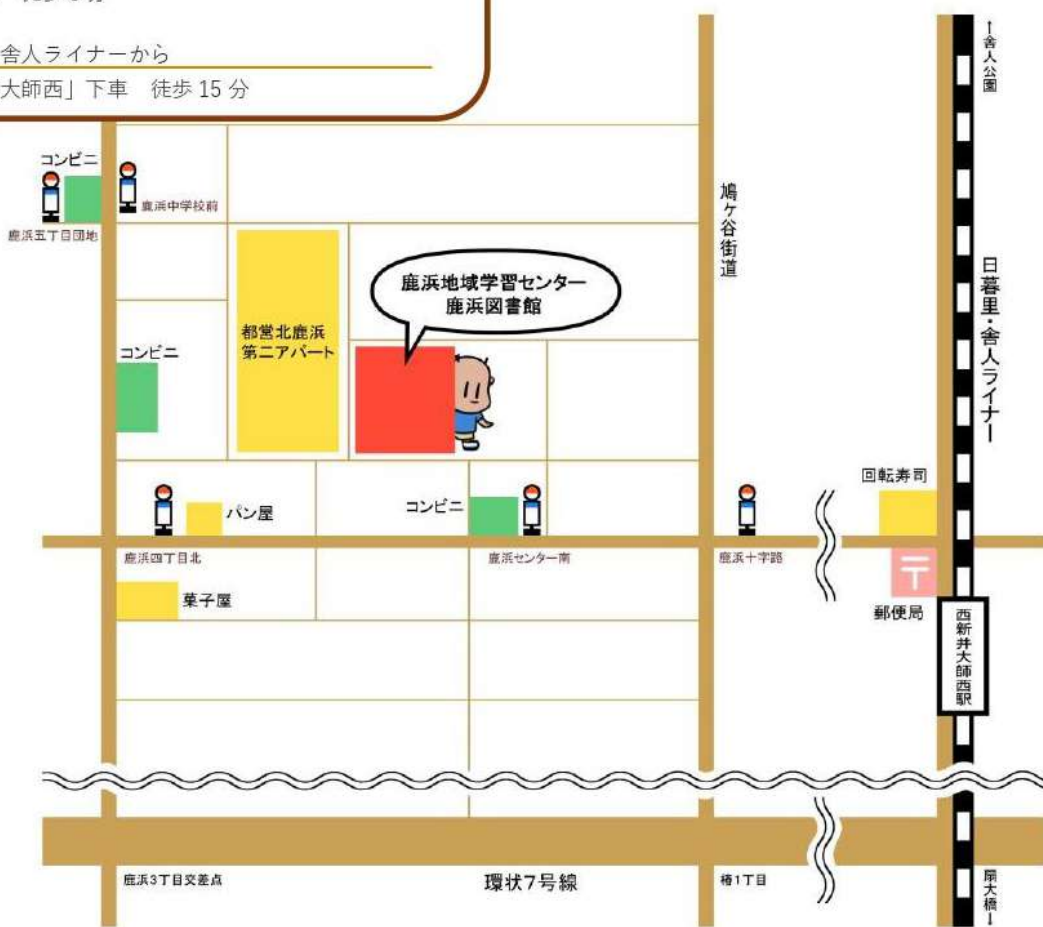 舎人ライナーから
大師西」下車 徒歩 15 分
↑舎人公園
コンビニ
鹿浜中学校前
鹿浜五丁目団地
鳩ヶ谷街道
日暮里・舎人ライナー
鹿浜地域学習センター
鹿浜図書館
都営北鹿浜
第二アパート
コンビニ
回転寿司
コンビニ
パン屋
鹿浜四丁目北
鹿浜センター南
鹿浜十字路
〒
郵便局
菓子屋
西新井大師西駅
鹿浜3丁目交差点
環状7号線
椿1丁目
扇大橋↓